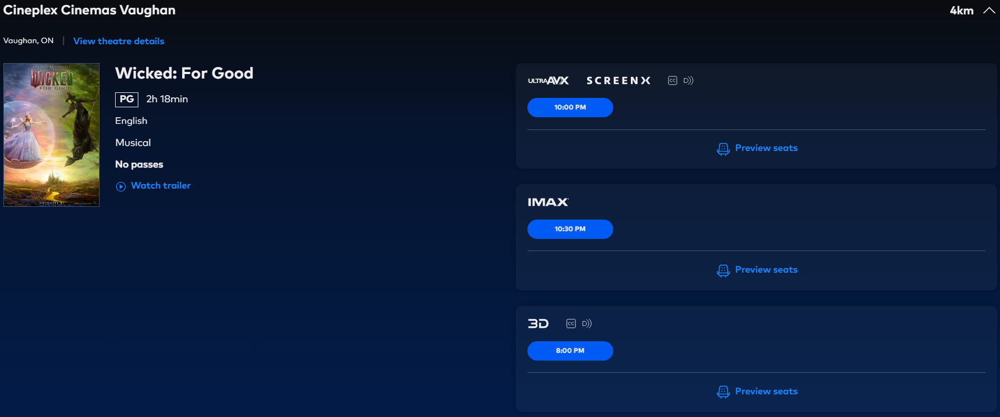 Cineplex Cinemas Vaughan
4km
Vaughan, ON | View theatre details
WICKED
FOR GOOD
NOVEMBER 21
Wicked: For Good
PG 2h 18min
English
Musical
No passes
Watch trailer
ULTRAAVX SCREENX CC D))
10:00 PM
Preview seats
IMAX
10:30 PM
Preview seats
3D CC D))
8:00 PM
Preview seats